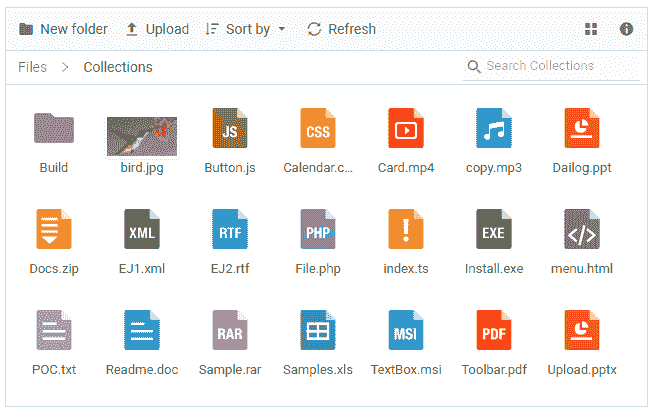 New folder Upload Sort by Refresh
Files Collections Search Collections
JS CSS
Build bird.jpg Button.js Calendar.c... Card.mp4 copy.mp3 Dailog.ppt
XML RTF PHP EXE </>
Docs.zip EJ1.xml EJ2.rtf File.php index.ts Install.exe menu.html
RAR MSI PDF
POC.txt Readme.doc Sample.rar Samples.xls TextBox.msi Toolbar.pdf Upload.pptx